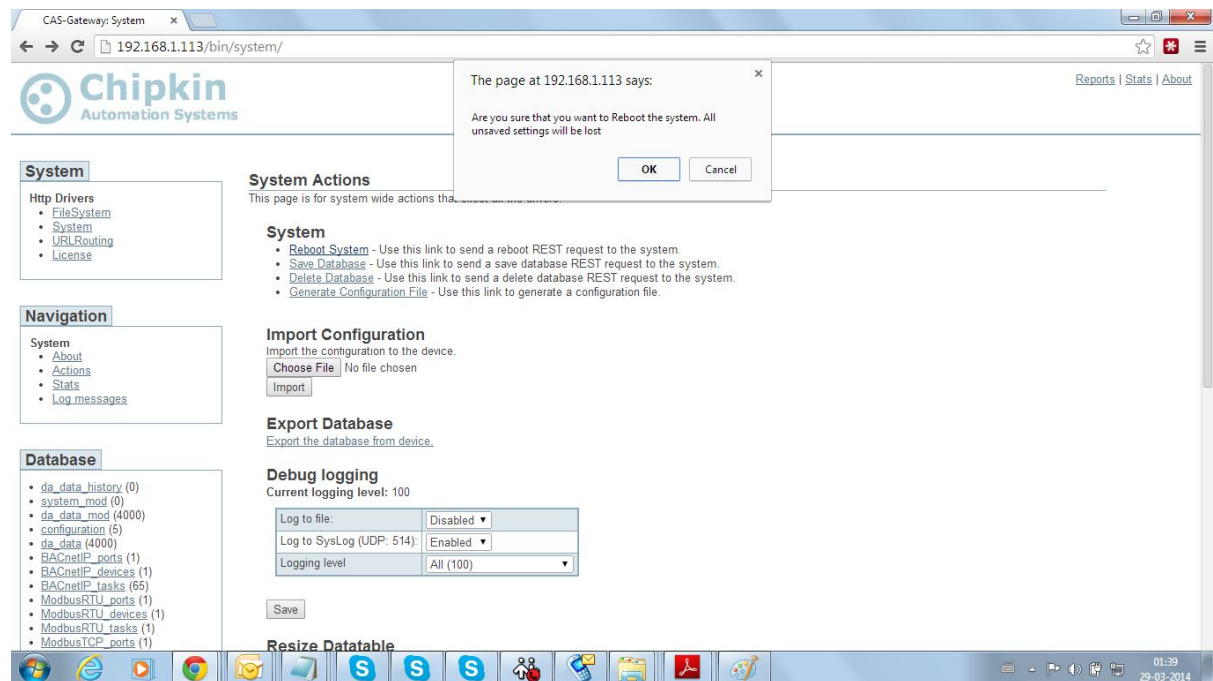 CAS-Gateway: System
192.168.1.113/bin/system/
Chipkin
Automation Systems
Reports | Stats | About
The page at 192.168.1.113 says:
Are you sure that you want to Reboot the system. All
unsaved settings will be lost
OK Cancel
System
Http Drivers
FileSystem
System
URLRouting
License
Navigation
System
About
Actions
Stats
Log messages
Database
da_data_history (0)
system_mod (0)
da_data_mod (4000)
configuration (5)
da_data (4000)
BACnetIP_ports (1)
BACnetIP_devices (1)
BACnetIP_tasks (65)
ModbusRTU_ports (1)
ModbusRTU_devices (1)
ModbusRTU_tasks (1)
ModbusTCP_ports (1)
System Actions
This page is for system wide actions that effect all the drivers.
System
Reboot System - Use this link to send a reboot REST request to the system.
Save Database - Use this link to send a save database REST request to the system.
Delete Database - Use this link to send a delete database REST request to the system.
Generate Configuration File - Use this link to generate a configuration file.
Import Configuration
Import the configuration to the device.
Choose File No file chosen
Import
Export Database
Export the database from device.
Debug logging
Current logging level: 100
Log to file: Disabled
Log to SysLog (UDP: 514): Enabled
Logging level All (100)
Save
Resize Datatable
01:39
29-03-2014